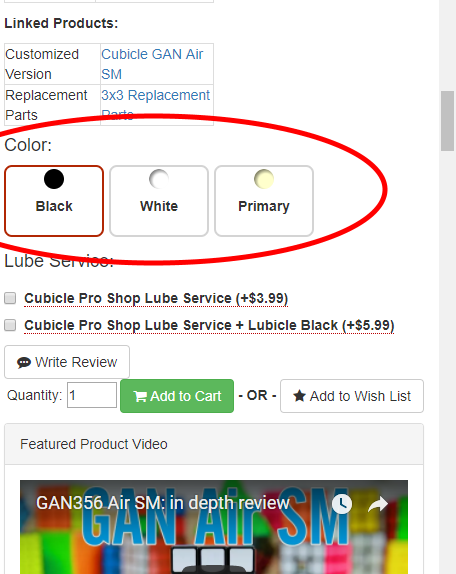 Linked Products:
Customized Version
Cubicle GAN Air SM
Replacement Parts
3x3 Replacement Parts
Color:
Black
White
Primary
Lube Service:
Cubicle Pro Shop Lube Service (+$3.99)
Cubicle Pro Shop Lube Service + Lubicle Black (+$5.99)
Write Review
Quantity: 1 Add to Cart - OR - Add to Wish List
Featured Product Video
GAN356 Air SM: in depth review
GAN Air SM